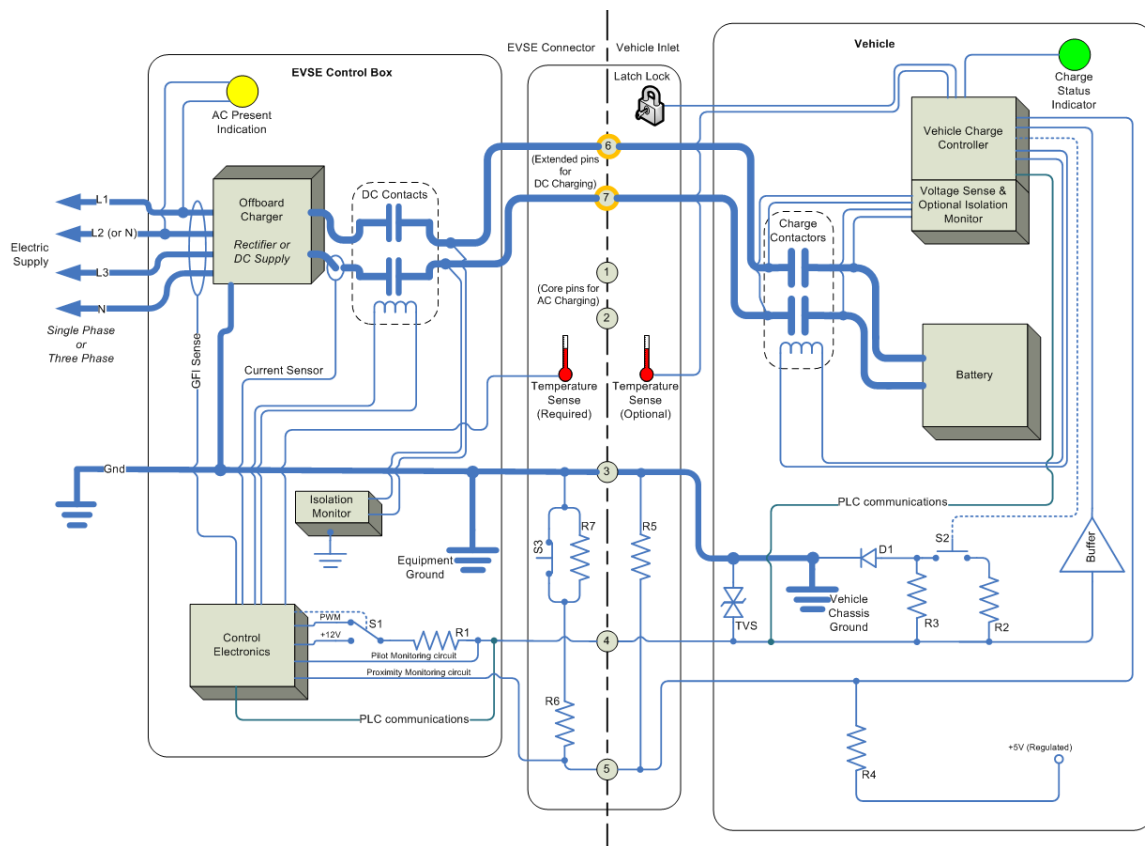 EVSE Connector
Vehicle Inlet
EVSE Control Box
Vehicle
Latch Lock
AC Present
Indication
Charge
Status
Indicator
Vehicle Charge
Controller
Voltage Sense &
Optional Isolation
Monitor
6
(Extended pins
for
DC Charging)
7
Offboard
Charger
Rectifier or
DC Supply
DC Contacts
L1
L2 (or N)
L3
N
Electric
Supply
Single Phase
or
Three Phase
Charge
Contactors
1
(Core pins for
AC Charging)
2
GFI Sense
Current Sensor
Temperature
Sense
(Required)
Temperature
Sense
(Optional)
Battery
Gnd
3
Isolation
Monitor
Equipment
Ground
S3
R7
R5
PLC communications
D1
S2
Buffer
Vehicle
Chassis
Ground
TVS
R3
R2
Control
Electronics
PWM
+12V
S1
R1
4
Pilot Monitoring circuit
Proximity Monitoring circuit
PLC communications
R6
5
R4
+5V (Regulated)